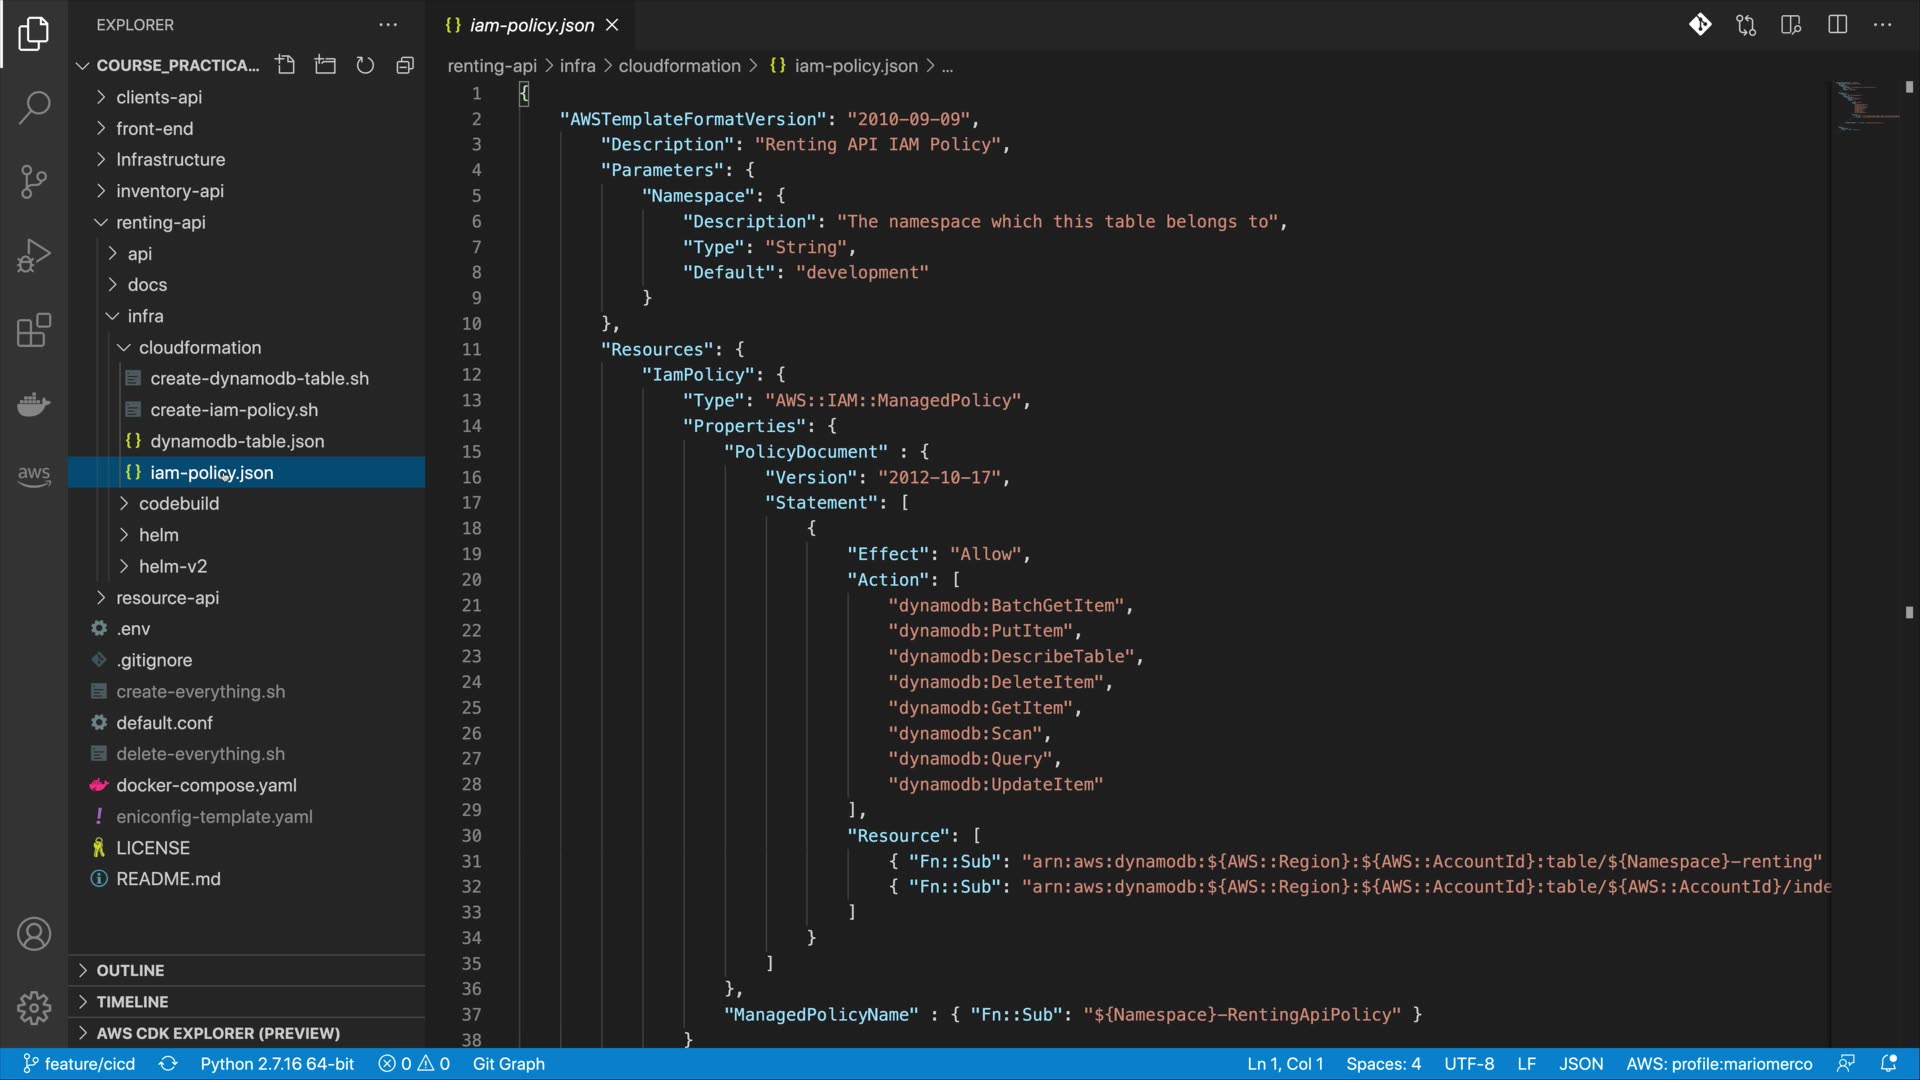 EXPLORER
COURSE_PRACTICA...
clients-api
front-end
Infrastructure
inventory-api
renting-api
api
docs
infra
cloudformation
create-dynamodb-table.sh
create-iam-policy.sh
dynamodb-table.json
iam-policy.json
codebuild
helm
helm-v2
resource-api
.env
.gitignore
create-everything.sh
default.conf
delete-everything.sh
docker-compose.yaml
eniconfig-template.yaml
LICENSE
README.md
OUTLINE
TIMELINE
AWS CDK EXPLORER (PREVIEW)
aws
{} iam-policy.json
renting-api > infra > cloudformation > {} iam-policy.json > ...
1 {
2 "AWSTemplateFormatVersion": "2010-09-09",
3 "Description": "Renting API IAM Policy",
4 "Parameters": {
5 "Namespace": {
6 "Description": "The namespace which this table belongs to",
7 "Type": "String",
8 "Default": "development"
9 }
10 },
11 "Resources": {
12 "IamPolicy": {
13 "Type": "AWS::IAM::ManagedPolicy",
14 "Properties": {
15 "PolicyDocument" : {
16 "Version": "2012-10-17",
17 "Statement": [
18 {
19 "Effect": "Allow",
20 "Action": [
21 "dynamodb:BatchGetItem",
22 "dynamodb:PutItem",
23 "dynamodb:DescribeTable",
24 "dynamodb:DeleteItem",
25 "dynamodb:GetItem",
26 "dynamodb:Scan",
27 "dynamodb:Query",
28 "dynamodb:UpdateItem"
29 ],
30 "Resource": [
31 { "Fn::Sub": "arn:aws:dynamodb:${AWS::Region}:${AWS::AccountId}:table/${Namespace}-renting"
32 { "Fn::Sub": "arn:aws:dynamodb:${AWS::Region}:${AWS::AccountId}:table/${AWS::AccountId}/inde
33 ]
34 }
35 ]
36 },
37 "ManagedPolicyName" : { "Fn::Sub": "${Namespace}-RentingApiPolicy" }
38 }
feature/cicd Python 2.7.16 64-bit 0 0 Git Graph Ln 1, Col 1 Spaces: 4 UTF-8 LF JSON AWS: profile:mariomerco